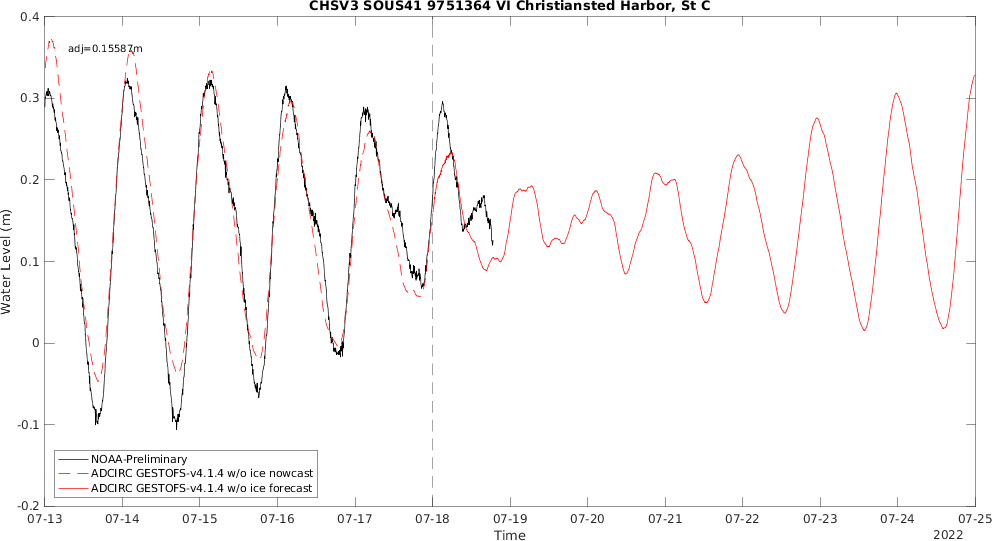 CHSV3 SOUS41 9751364 VI Christiansted Harbor, St C
adj=0.15587m
0.4
0.3
0.2
0.1
0
-0.1
-0.2
Water Level (m)
NOAA-Preliminary
ADCIRC GESTOFS-v4.1.4 w/o ice nowcast
ADCIRC GESTOFS-v4.1.4 w/o ice forecast
07-13 07-14 07-15 07-16 07-17 07-18 07-19 07-20 07-21 07-22 07-23 07-24 07-25
Time
2022